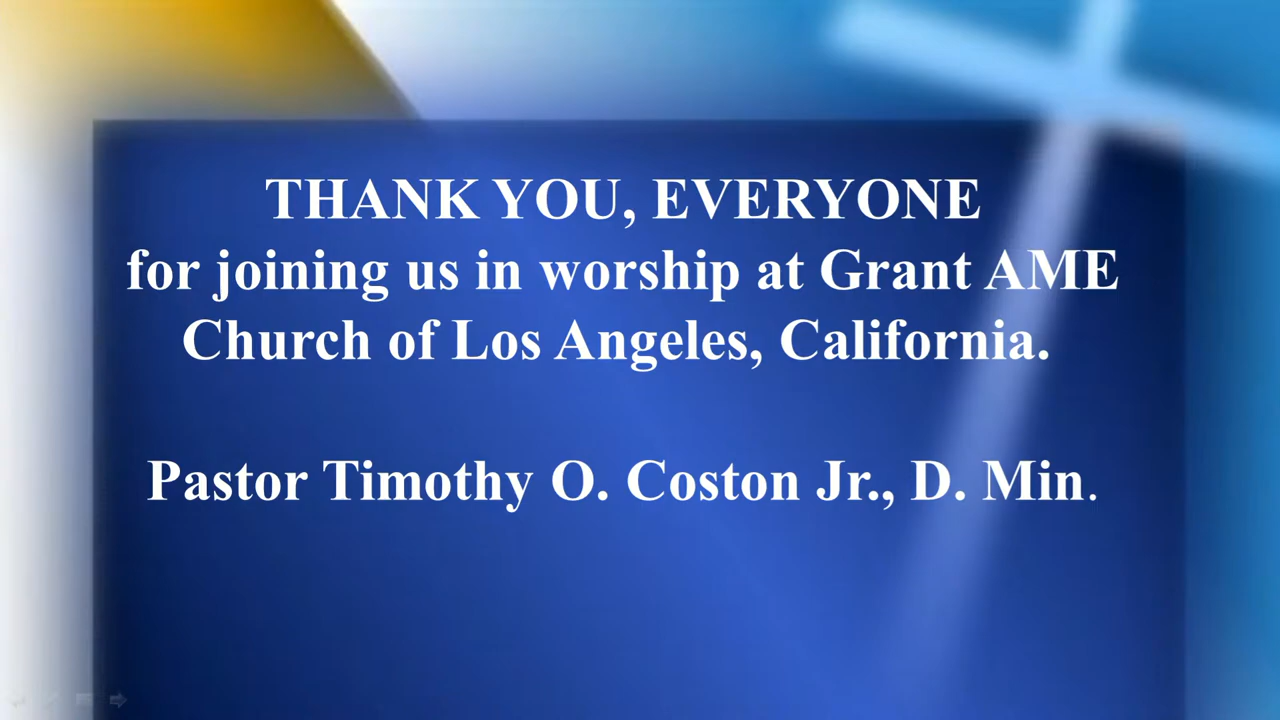 THANK YOU, EVERYONE
for joining us in worship at Grant AME
Church of Los Angeles, California.
Pastor Timothy O. Coston Jr., D. Min.